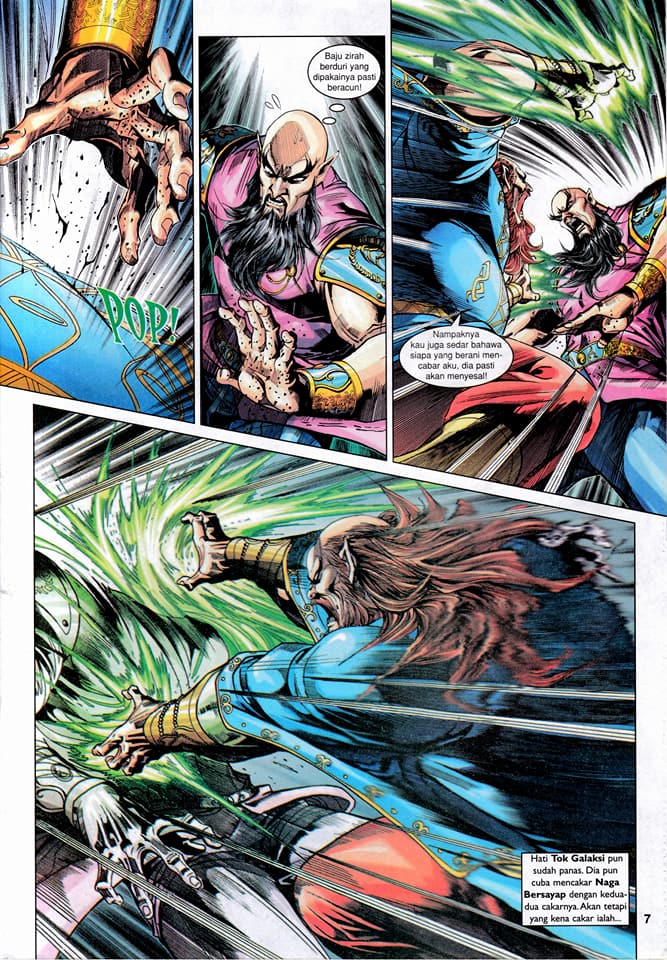 POP!
Baju zirah
berduri yang
dipakainya pasti
beracun!
Nampaknya
kau juga sedar bahawa
siapa yang berani men-
cabar aku, dia pasti
akan menyesal!
Hati Tok Galaksi pun
sudah panas. Dia pun
cuba mencakar Naga
Bersayap dengan kedua-
dua cakarnya. Akan tetapi
yang kena cakar ialah...
7